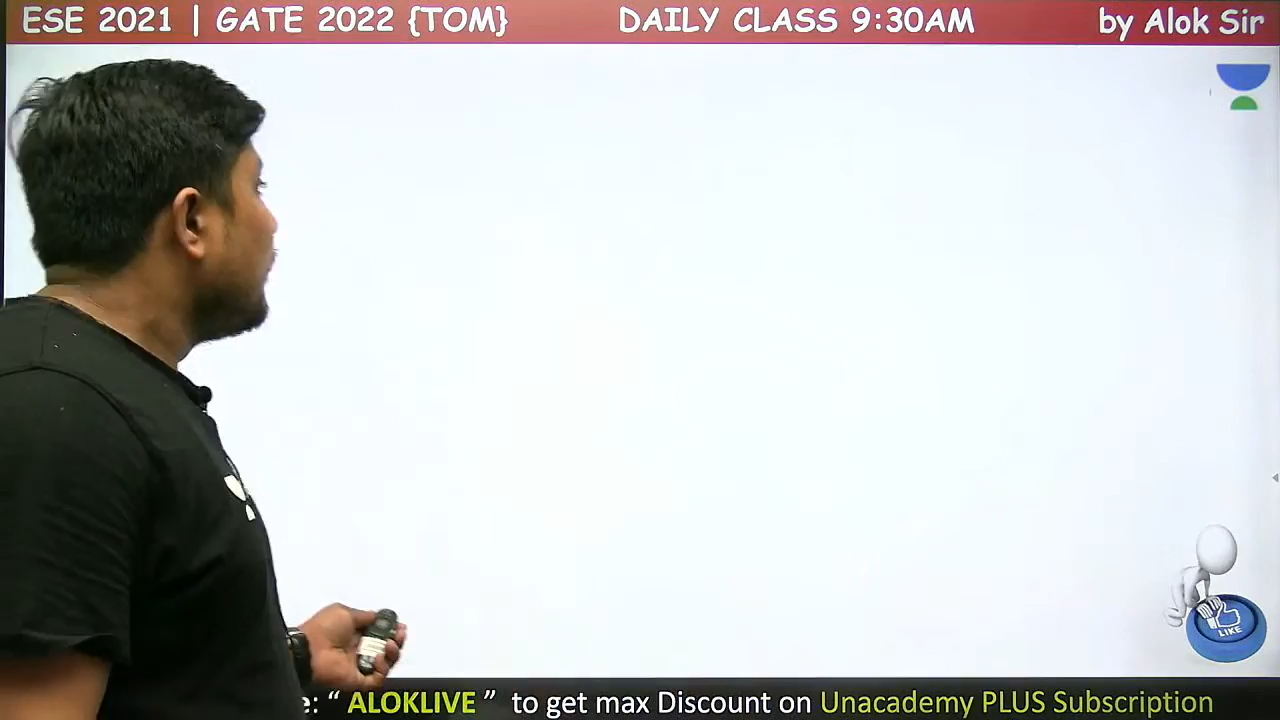 ESE 2021 | GATE 2022 {TOM} DAILY CLASS 9:30AM by Alok Sir
LIKE
e: “ ALOKLIVE ” to get max Discount on Unacademy PLUS Subscription